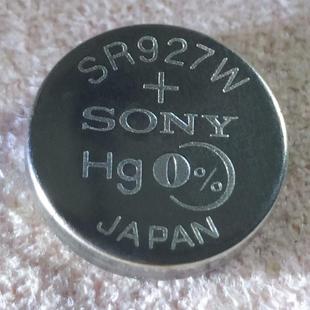 SR927W
+
SONY
Hg 0%
JAPAN